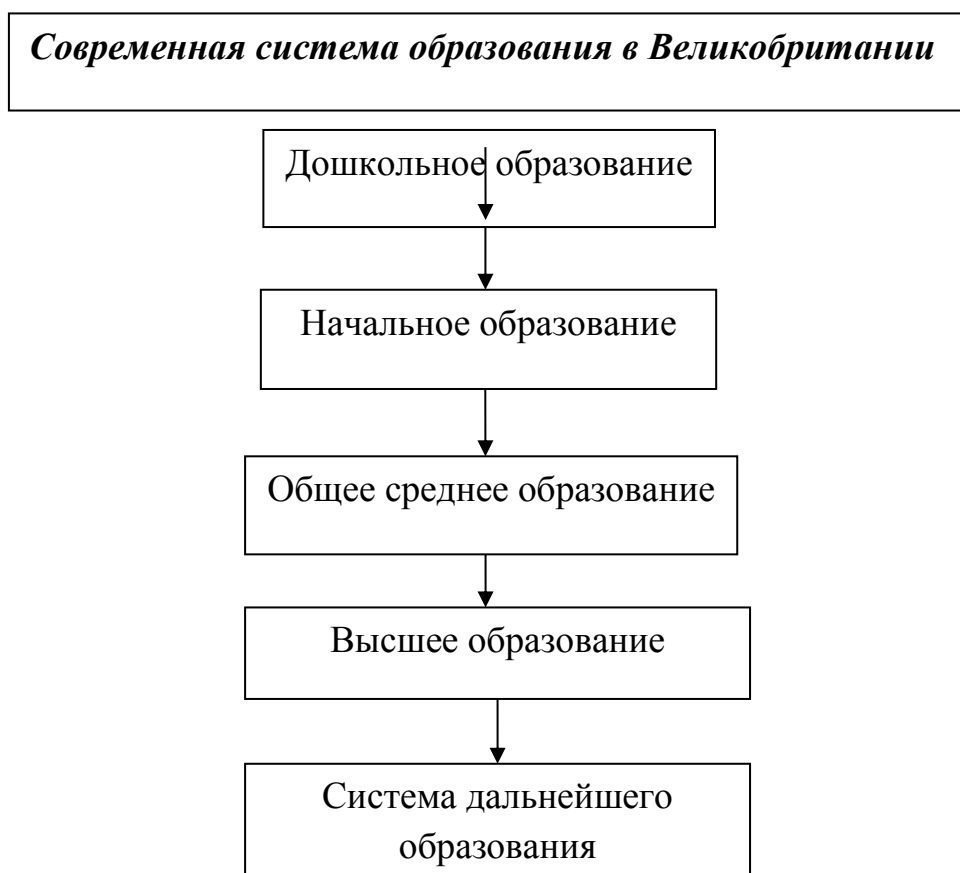 Современная система образования в Великобритании
Дошкольное образование
Начальное образование
Общее среднее образование
Высшее образование
Система дальнейшего
образования